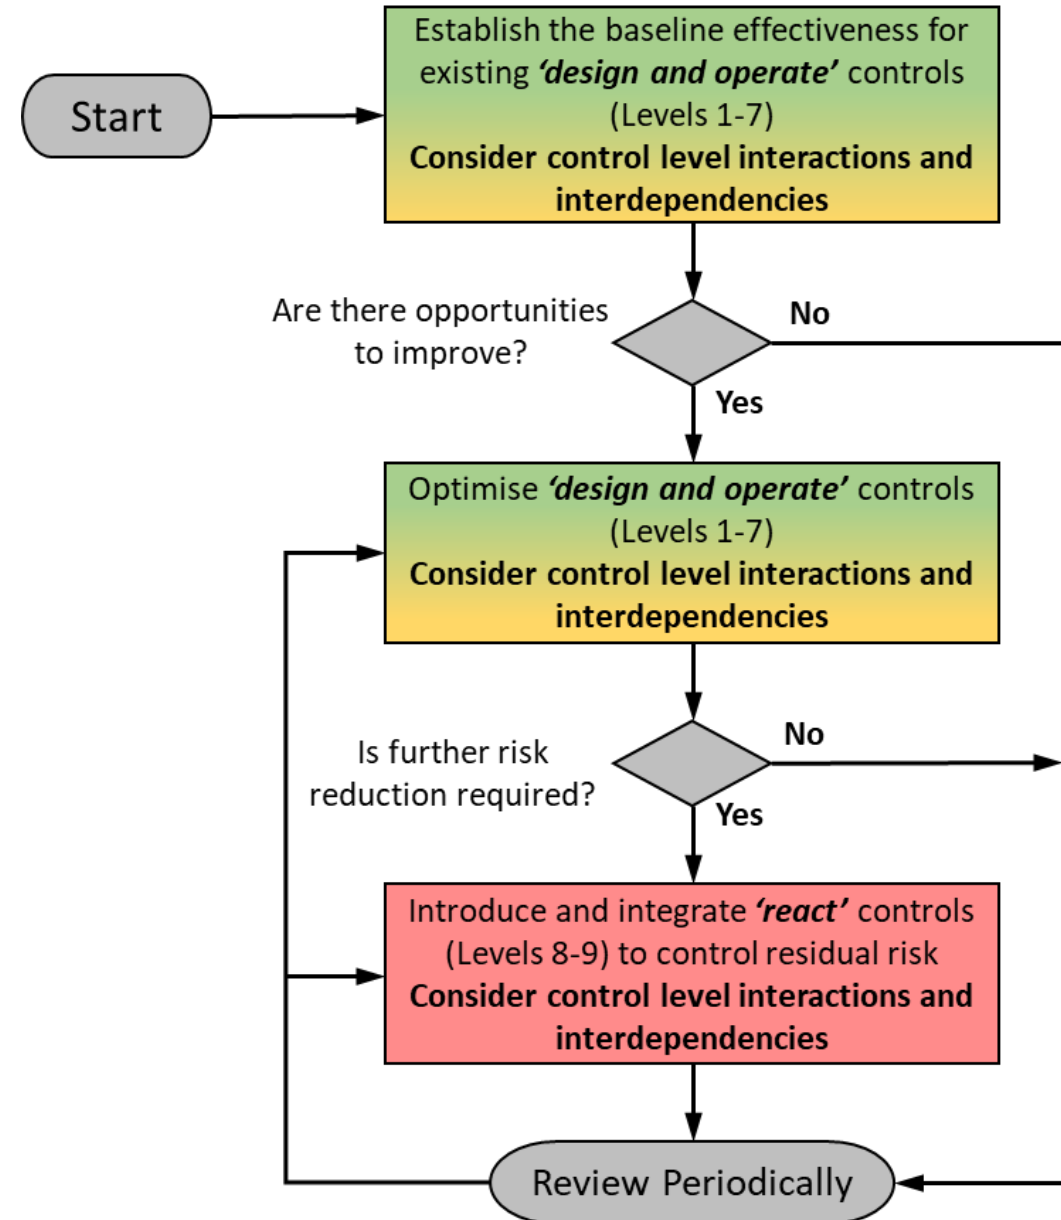 Start
Establish the baseline effectiveness for
existing ‘design and operate’ controls
(Levels 1-7)
Consider control level interactions and
interdependencies
Are there opportunities
to improve?
No
Yes
Optimise ‘design and operate’ controls
(Levels 1-7)
Consider control level interactions and
interdependencies
Is further risk
reduction required?
No
Yes
Introduce and integrate ‘react’ controls
(Levels 8-9) to control residual risk
Consider control level interactions and
interdependencies
Review Periodically